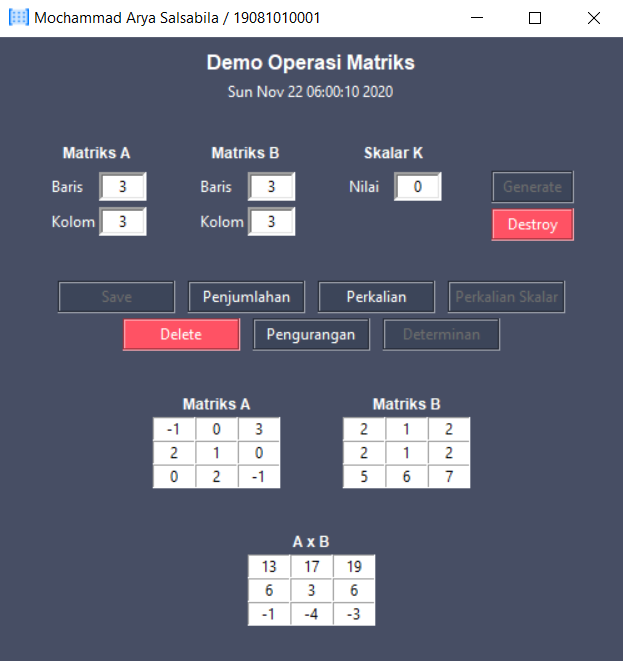 Mochammad Arya Salsabila / 19081010001
Demo Operasi Matriks
Sun Nov 22 06:00:10 2020
Matriks A Matriks B Skalar K
Baris 3 Baris 3 Nilai 0 Generate
Kolom 3 Kolom 3 Destroy
Save Penjumlahan Perkalian Perkalian Skalar
Delete Pengurangan Determinan
Matriks A Matriks B
-1 0 3 2 1 2
2 1 0 2 1 2
0 2 -1 5 6 7
A x B
13 17 19
6 3 6
-1 -4 -3